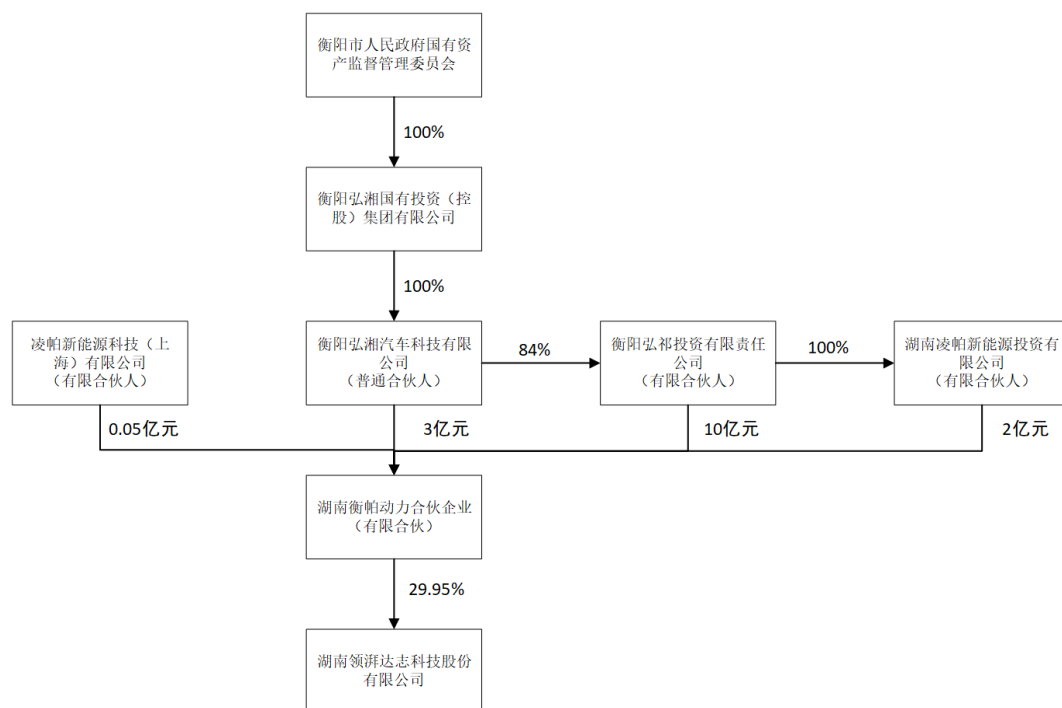 衡阳市人民政府国有资
产监督管理委员会
100%
衡阳弘湘国有投资（控
股）集团有限公司
100%
凌帕新能源科技（上
海）有限公司
（有限合伙人）
衡阳弘湘汽车科技有限
公司
（普通合伙人）
84%
衡阳弘祁投资有限责任
公司
（有限合伙人）
100%
湖南凌帕新能源投资有
限公司
（有限合伙人）
0.05亿元
3亿元
10亿元
2亿元
湖南衡帕动力合伙企业
（有限合伙）
29.95%
湖南领湃达志科技股份
有限公司